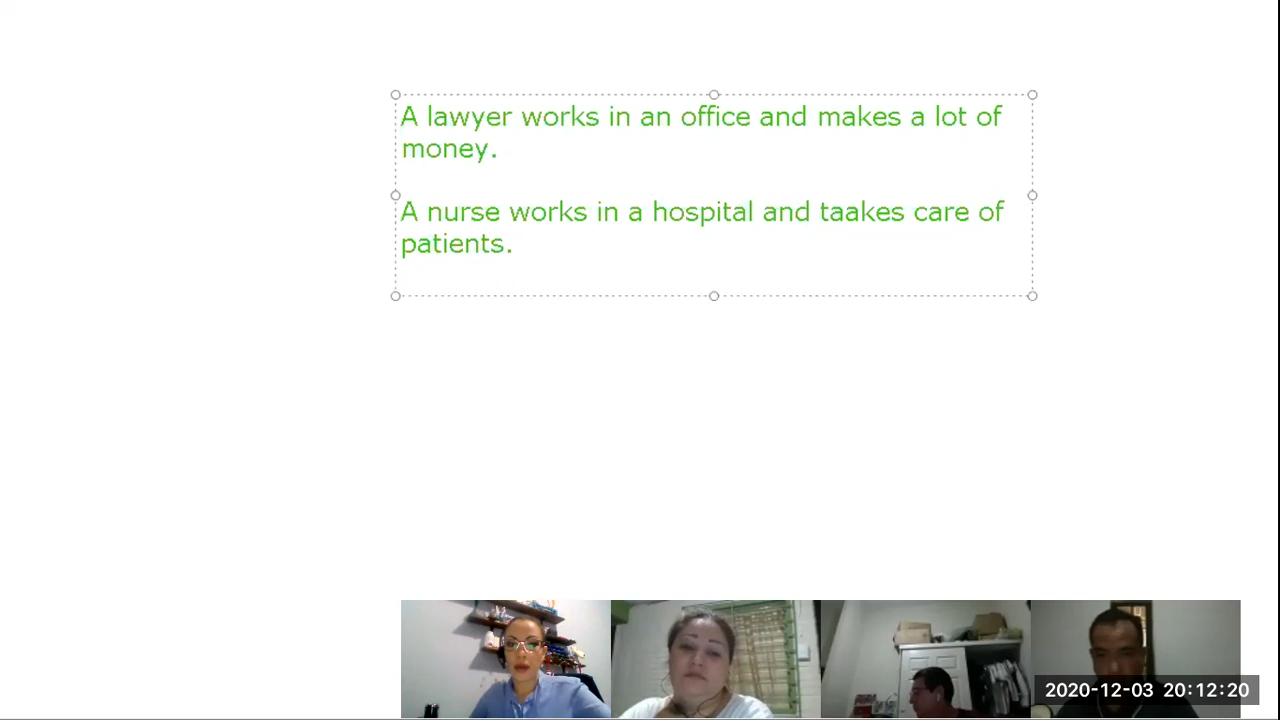 A lawyer works in an office and makes a lot of
money.
A nurse works in a hospital and taakes care of
patients.
2020-12-03 20:12:20